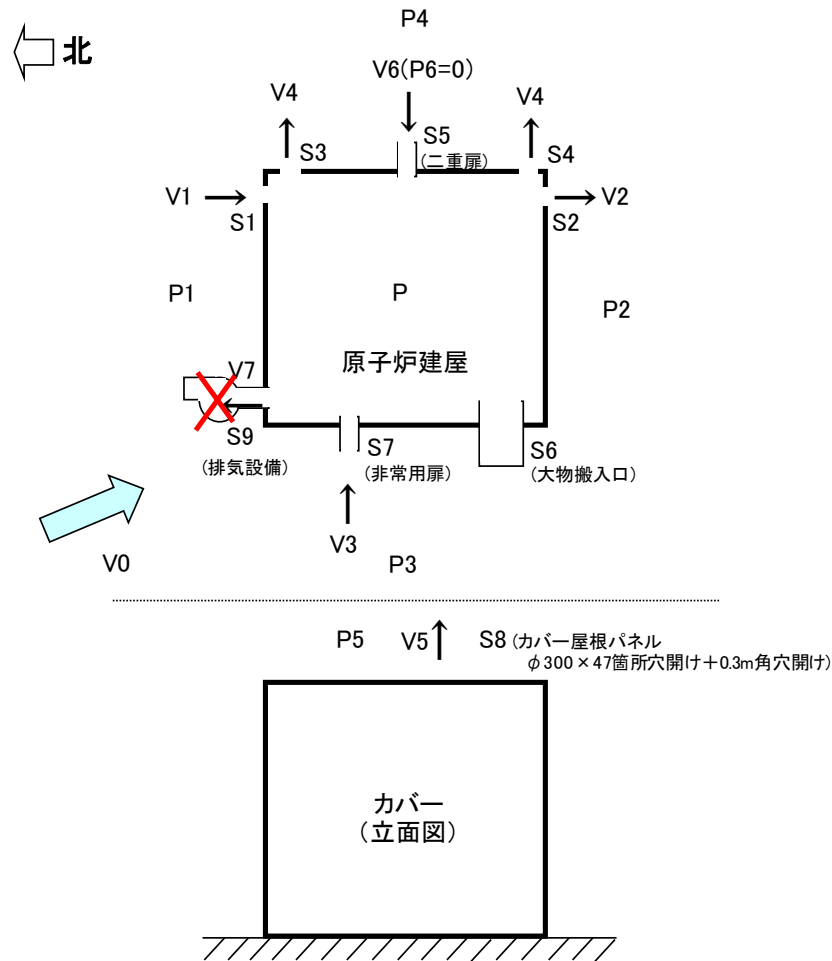 P4
北
V6(P6=0)
V4
V4
S5
(二重扉)
S3
S4
V1
S1
V2
S2
P1
P
P2
原子炉建屋
V7
S9
(排気設備)
S7
(非常用扉)
S6
(大物搬入口)
V3
V0
P3
P5
V5
S8 (カバー屋根パネル
φ300×47箇所穴開け+0.3m角穴開け)
カバー
(立面図)